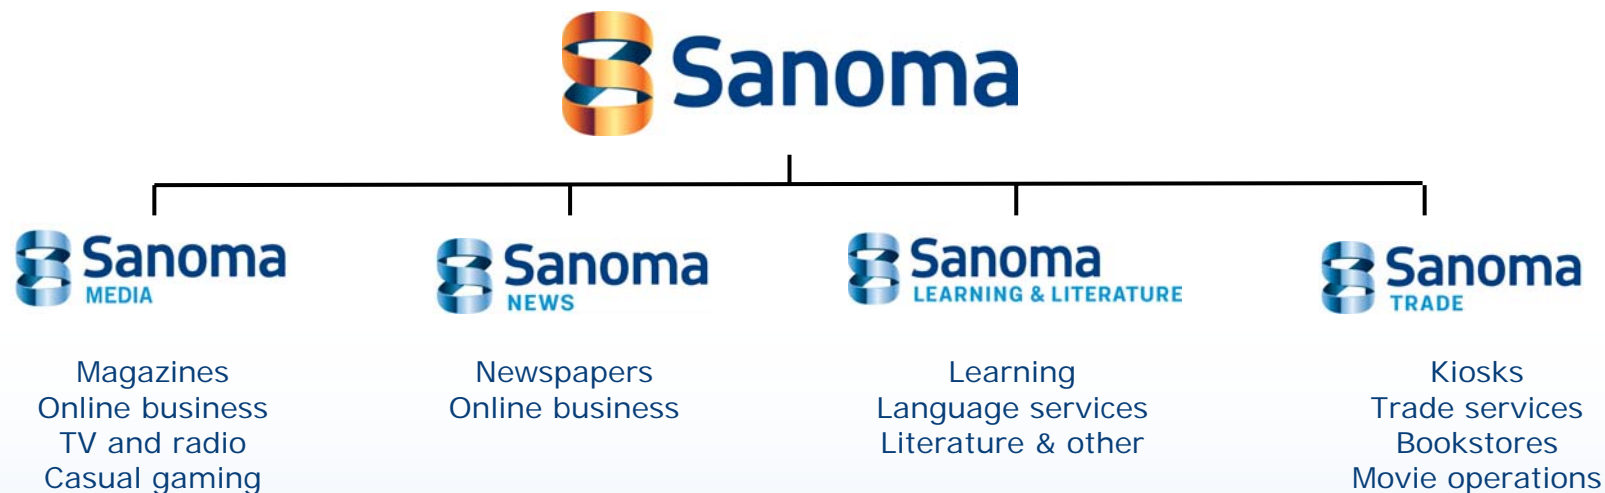 Sanoma
Sanoma
MEDIA
Magazines
Online business
TV and radio
Casual gaming
Sanoma
NEWS
Newspapers
Online business
Sanoma
LEARNING & LITERATURE
Learning
Language services
Literature & other
Sanoma
TRADE
Kiosks
Trade services
Bookstores
Movie operations